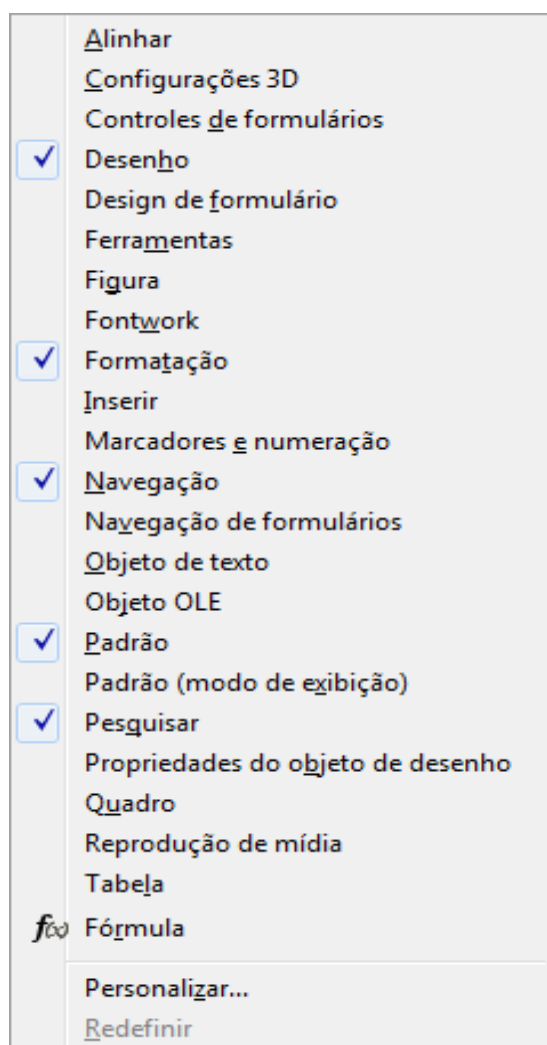 Alinhar
Configurações 3D
Controles de formulários
Desenho
Design de formulário
Ferramentas
Figura
Fontwork
Formatação
Inserir
Marcadores e numeração
Navegação
Navegação de formulários
Objeto de texto
Objeto OLE
Padrão
Padrão (modo de exibição)
Pesquisar
Propriedades do objeto de desenho
Quadro
Reprodução de mídia
Tabela
f(x) Fórmula
Personalizar...
Redefinir